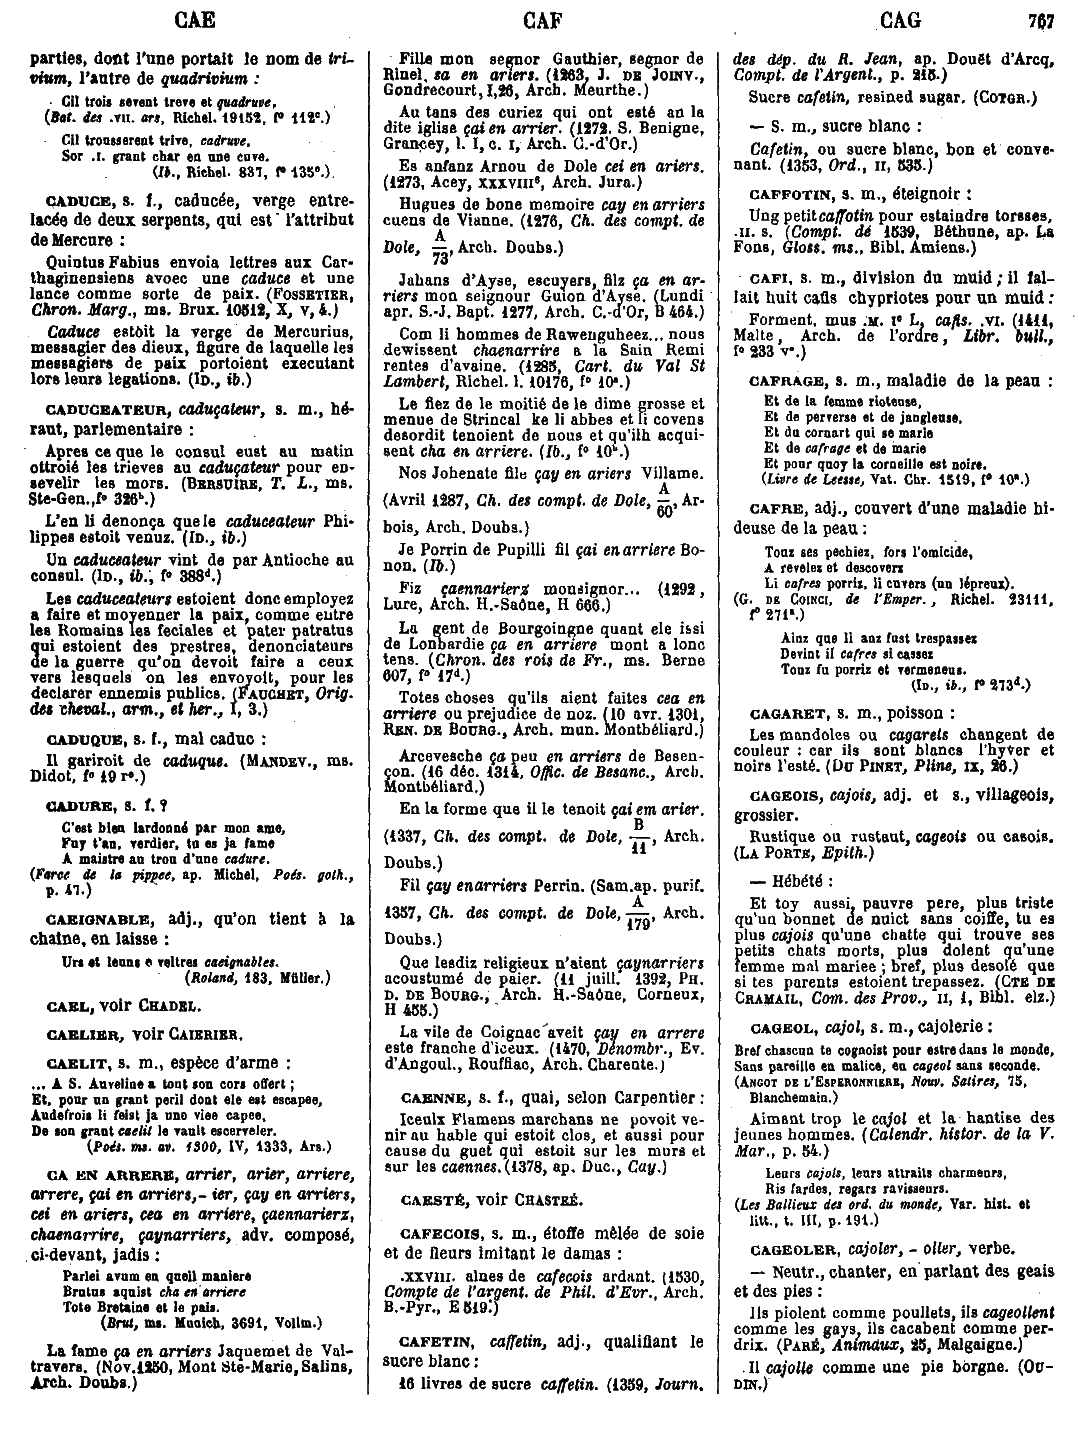 CAE
CAF
CAG
767
parties, dont l'une portait le nom de tri-
vium, l'autre de quadrivium :
Cil trois sevent treve et quadruve,
(Bat. des .VII. ars, Richel. 19152, f° 112c.)
Cil trousserent trive, cadruve,
Sor .I. grant char en une cuve.
(Ib., Richel. 837, f° 135c.)
CADUCE, s. f., caducée, verge entre-
lacée de deux serpents, qui est l'attribut
de Mercure :
Quintus Fabius envoia lettres aux Car-
thaginensiens avoec une caduce et une
lance comme sorte de paix. (FOSSETIER,
Chron. Marg., ms. Brux. 10512, X, v, 4.)
Caduce estoit la verge de Mercurius,
messagier des dieux, figure de laquelle les
messagiers de paix portoient executant
lors leurs legations. (ID., ib.)
CADUCEATEUR, caduçateur, s. m., hé-
raut, parlementaire :
Apres ce que le consul eust au matin
ottroié les trieves au caduçateur pour en-
sevelir les mors. (BERSUIRE, T. L., ms.
Ste-Gen., f° 326b.)
L'en li denonça que le caduceateur Phi-
lippes estoit venuz. (ID., ib.)
Un caduceateur vint de par Antioche au
consul. (ID., ib., f° 388d.)
Les caduceateurs estoient donc employez
a faire et moyenner la paix, comme entre
les Romains les feciales et pater patratus
qui estoient des prestres, denonciateurs
de la guerre qu'on devoit faire a ceux
vers lesquels on les envoyoit, pour les
declarer ennemis publics. (FAUCHET, Orig.
des cheval., arm., et her., I, 3.)
CADUQUE, s. f., mal caduc :
Il gariroit de caduque. (MANDEV., ms.
Didot, f° 19 r°.)
CADURE, s. f. ?
C'est bien lardonné par mon ame,
Fuy t'an, verdier, tu es ja fame
A maistre au trou d'une cadure.
(Farce de la pippee, ap. Michel, Poés. goth.,
p. 47.)
CAEIGNABLE, adj., qu'on tient à la
chaîne, en laisse :
Urs et leuns e veltres caeignables.
(Roland, 183, Müller.)
CAEL, voir CHADEL.
CAELIER, voir CAIERIER.
CAELIT, s. m., espèce d'arme :
... A S. Auveline a tout son cors offert ;
Et, pour un grant peril dont ele est escapee,
Audefrois li feist ja une viee capee,
De son grant caelit le vault escerveler.
(Poés. ms. av. 1300, IV, 1333, Ars.)
CA EN ARRERE, arrier, arier, arriere,
arrere, çai en arriers, - ier, çay en arriers,
cei en ariers, cea en arriere, çaennarierz,
chaenarrire, çaynarriers, adv. composé,
ci-devant, jadis :
Parlei avum en queil maniere
Brutus aquist cha en arriere
Tote Bretaine et le pais.
(Brut, ms. Munich, 3691, Vollm.)
La fame ça en arriers Jaquemet de Val-
travers. (Nov. 1250, Mont Ste-Marie, Salins,
Arch. Doubs.)
Fille mon segnor Gauthier, segnor de
Rinel, sa en ariers. (1263, J. DE JOINV.,
Gondrecourt, I, 26, Arch. Meurthe.)
Au tans des curiez qui ont esté an la
dite iglise çai en arrier. (1272, S. Benigne,
Grancey, l. I, c. I, Arch. C.-d'Or.)
Es anfanz Arnou de Dole cei en ariers.
(1273, Acey, XXXVIIIe, Arch. Jura.)
Hugues de bone memoire cay en arriers
cuens de Vianne. (1276, Ch. des compt. de
Dole, A/73, Arch. Doubs.)
Jahans d'Ayse, escuyers, filz ça en ar-
riers mon seignour Guion d'Ayse. (Lundi
apr. S.-J. Bapt. 1277, Arch. C.-d'Or, B 464.)
Com li hommes de Rawenguheez... nous
dewissent chaenarrire a la Sain Remi
rentes d'avaine. (1285, Cart. du Val St
Lambert, Richel. l. 10176, f° 10a.)
Le fiez de le moitié de le dime grosse et
menue de Strincal ke li abbes et li covens
desordit tenoient de nous et qu'ilh acqui-
sent cha en arriere. (Ib., f° 10b.)
Nos Johenate file çay en ariers Villame.
(Avril 1287, Ch. des compt. de Dole, A/60, Ar-
bois, Arch. Doubs.)
Je Porrin de Pupilli fil çai en arriere Bo-
non. (Ib.)
Fiz çaennarierz monsignor... (1292,
Lure, Arch. H.-Saône, H 666.)
La gent de Bourgoingne quant ele issi
de Lonbardie ça en arriere mont a lonc
tens. (Chron. des rois de Fr., ms. Berne
607, f° 17d.)
Totes choses qu'ils aient faites cea en
arriere ou prejudice de noz. (10 avr. 1301,
REN. DE BOURG., Arch. mun. Montbéliard.)
Arcevesche ça peu en arriers de Besen-
çon. (16 déc. 1314, Offic. de Besanc., Arch.
Montbéliard.)
En la forme que il le tenoit çai em arier.
(1337, Ch. des compt. de Dole, B/11, Arch.
Doubs.)
Fil çay enarriers Perrin. (Sam. ap. purif.
1357, Ch. des compt. de Dole, A/179, Arch.
Doubs.)
Que lesdiz religieux n'aient çaynarriers
acoustumé de paier. (11 juill. 1392, PH.
D. DE BOURG., Arch. H.-Saône, Corneux,
H 455.)
La vile de Coignac aveit çay en arrere
este franche d'iceux. (1470, Dénombr., Ev.
d'Angoul., Rouffiac, Arch. Charente.)
CAENNE, s. f., quai, selon Carpentier :
Iceulx Flamens marchans ne povoit ve-
nir au hable qui estoit clos, et aussi pour
cause du guet qui estoit sur les murs et
sur les caennes. (1378, ap. Duc., Cay.)
CAESTÉ, voir CHASTEÉ.
CAFECOIS, s. m., étoffe mêlée de soie
et de fleurs imitant le damas :
.XXVIII. alnes de cafecois ardant. (1530,
Compte de l'argent. de Phil. d'Evr., Arch.
B.-Pyr., E 519.)
CAFETIN, caffetin, adj., qualifiant le
sucre blanc :
16 livres de sucre caffetin. (1359, Journ.
des dép. du R. Jean, ap. Douët d'Arcq,
Compt. de l'Argent., p. 215.)
Sucre cafetin, resined sugar. (COTGR.)
— S. m., sucre blanc :
Cafetin, ou sucre blanc, bon et conve-
nant. (1353, Ord., II, 535.)
CAFFOTIN, s. m., éteignoir :
Ung petit caffotin pour estaindre torsses,
.II. s. (Compt. de 1539, Béthune, ap. La
Fons, Gloss. ms., Bibl. Amiens.)
CAFI, s. m., division du muid ; il fal-
lait huit cafis chypriotes pour un muid :
Forment, mus .M. Ie L, cafis. .VI. (1411,
Malte, Arch. de l'ordre, Libr. bull.,
f° 233 v°.)
CAFRAGE, s. m., maladie de la peau :
Et de la femme rioteuse,
Et de perverse et de jangleuse,
Et du cornart qui se marie
Et de cafrage et de marie
Et pour quoy la corneille est noire.
(Livre de Leesse, Vat. Chr. 1519, f° 10a.)
CAFRE, adj., couvert d'une maladie hi-
deuse de la peau :
Touz ses pechiez, fors l'omicide,
A revelez et descoverz
Li cafres porriz, li cuvers (un lépreux).
(G. DE COINCI, de l'Emper., Richel. 23111,
f° 271a.)
Ainz que li anz fust trespassez
Devint il cafres si cassez
Touz fu porriz et vermeneus.
(ID., ib., f° 273d.)
CAGARET, s. m., poisson :
Les mandoles ou cagarels changent de
couleur : car ils sont blancs l'hyver et
noirs l'esté. (DU PINET, Pline, IX, 26.)
CAGEOIS, cajois, adj. et s., villageois,
grossier.
Rustique ou rustaut, cageois ou casois.
(LA PORTE, Epith.)
— Hébété :
Et toy aussi, pauvre pere, plus triste
qu'un bonnet de nuict sans coiffe, tu es
plus cajois qu'une chatte qui trouve ses
petits chats morts, plus dolent qu'une
femme mal mariee ; bref, plus desolé que
si tes parents estoient trepassez. (CTE DE
CRAMAIL, Com. des Prov., II, 1, Bibl. elz.)
CAGEOL, cajol, s. m., cajolerie :
Bref chascun te cognoist pour estre dans le monde,
Sans pareille en malice, en cageol sans seconde.
(ANGOT DE L'ESPERONNIERE, Nouv. Satires, 75,
Blanchemain.)
Aimant trop le cajol et la hantise des
jeunes hommes. (Calendr. histor. de la V.
Mar., p. 54.)
Leurs cajols, leurs attraits charmeurs,
Ris fardes, regars ravisseurs.
(Les Ballieux des ord. du monde, Var. hist. et
litt., t. III, p. 191.)
CAGEOLER, cajoler, - oller, verbe.
— Neutr., chanter, en parlant des geais
et des pies :
Ils piolent comme poullets, ils cageollent
comme les gays, ils cacabent comme per-
drix. (PARÉ, Animaux, 25, Malgaigne.)
Il cajolle comme une pie borgne. (OU-
DIN.)